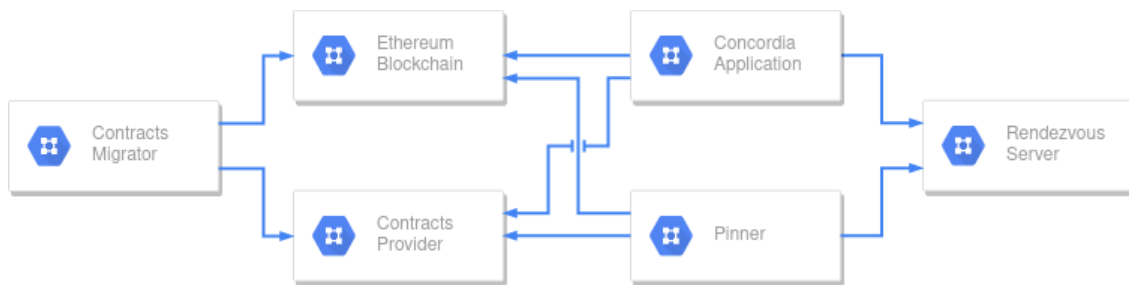 Ethereum
Blockchain
Concordia
Application
Contracts
Migrator
Rendezvous
Server
Contracts
Provider
Pinner